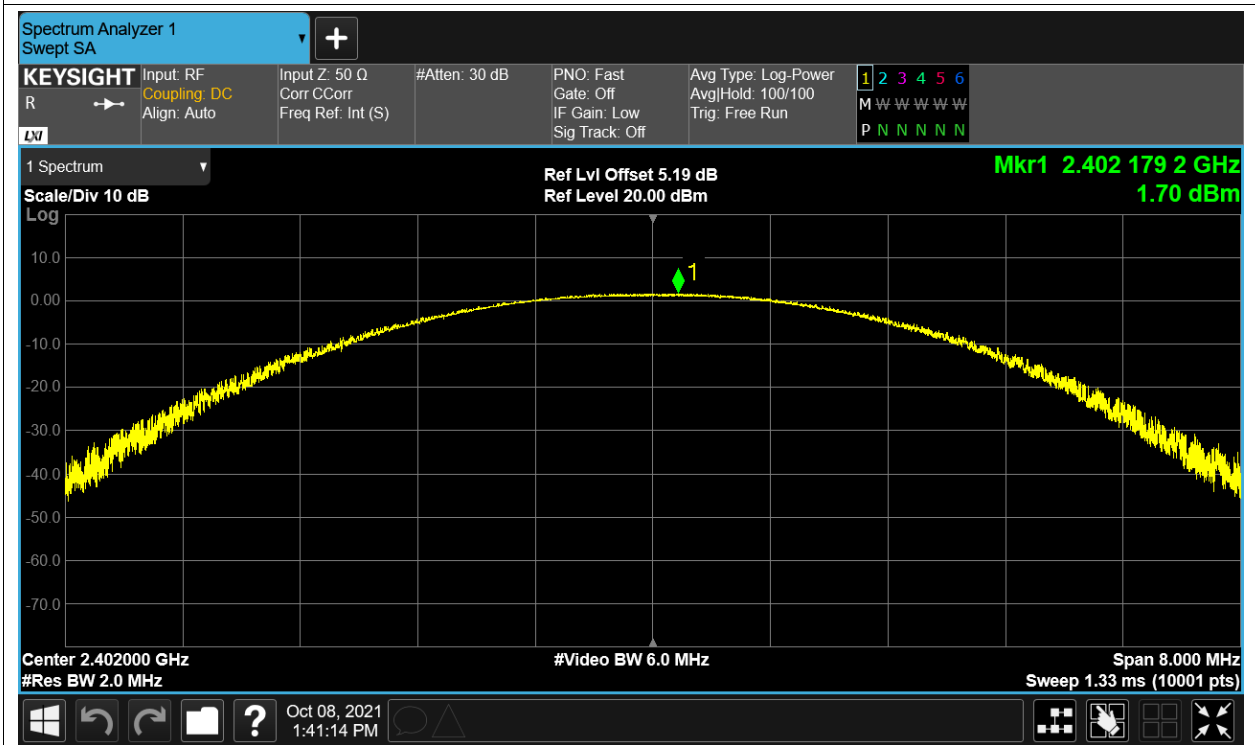 Spectrum Analyzer 1
Swept SA
KEYSIGHT
R
LXI
Input: RF
Coupling: DC
Align: Auto
Input Z: 50 Ω
Corr CCorr
Freq Ref: Int (S)
#Atten: 30 dB
PNO: Fast
Gate: Off
IF Gain: Low
Sig Track: Off
Avg Type: Log-Power
Avg|Hold: 100/100
Trig: Free Run
1 2 3 4 5 6
M W W W W W
P N N N N N
1 Spectrum
Scale/Div 10 dB
Log
Ref Lvl Offset 5.19 dB
Ref Level 20.00 dBm
Mkr1 2.402 179 2 GHz
1.70 dBm
10.0
0.00
-10.0
-20.0
-30.0
-40.0
-50.0
-60.0
-70.0
1
Center 2.402000 GHz
#Res BW 2.0 MHz
#Video BW 6.0 MHz
Span 8.000 MHz
Sweep 1.33 ms (10001 pts)
?
Oct 08, 2021
1:41:14 PM